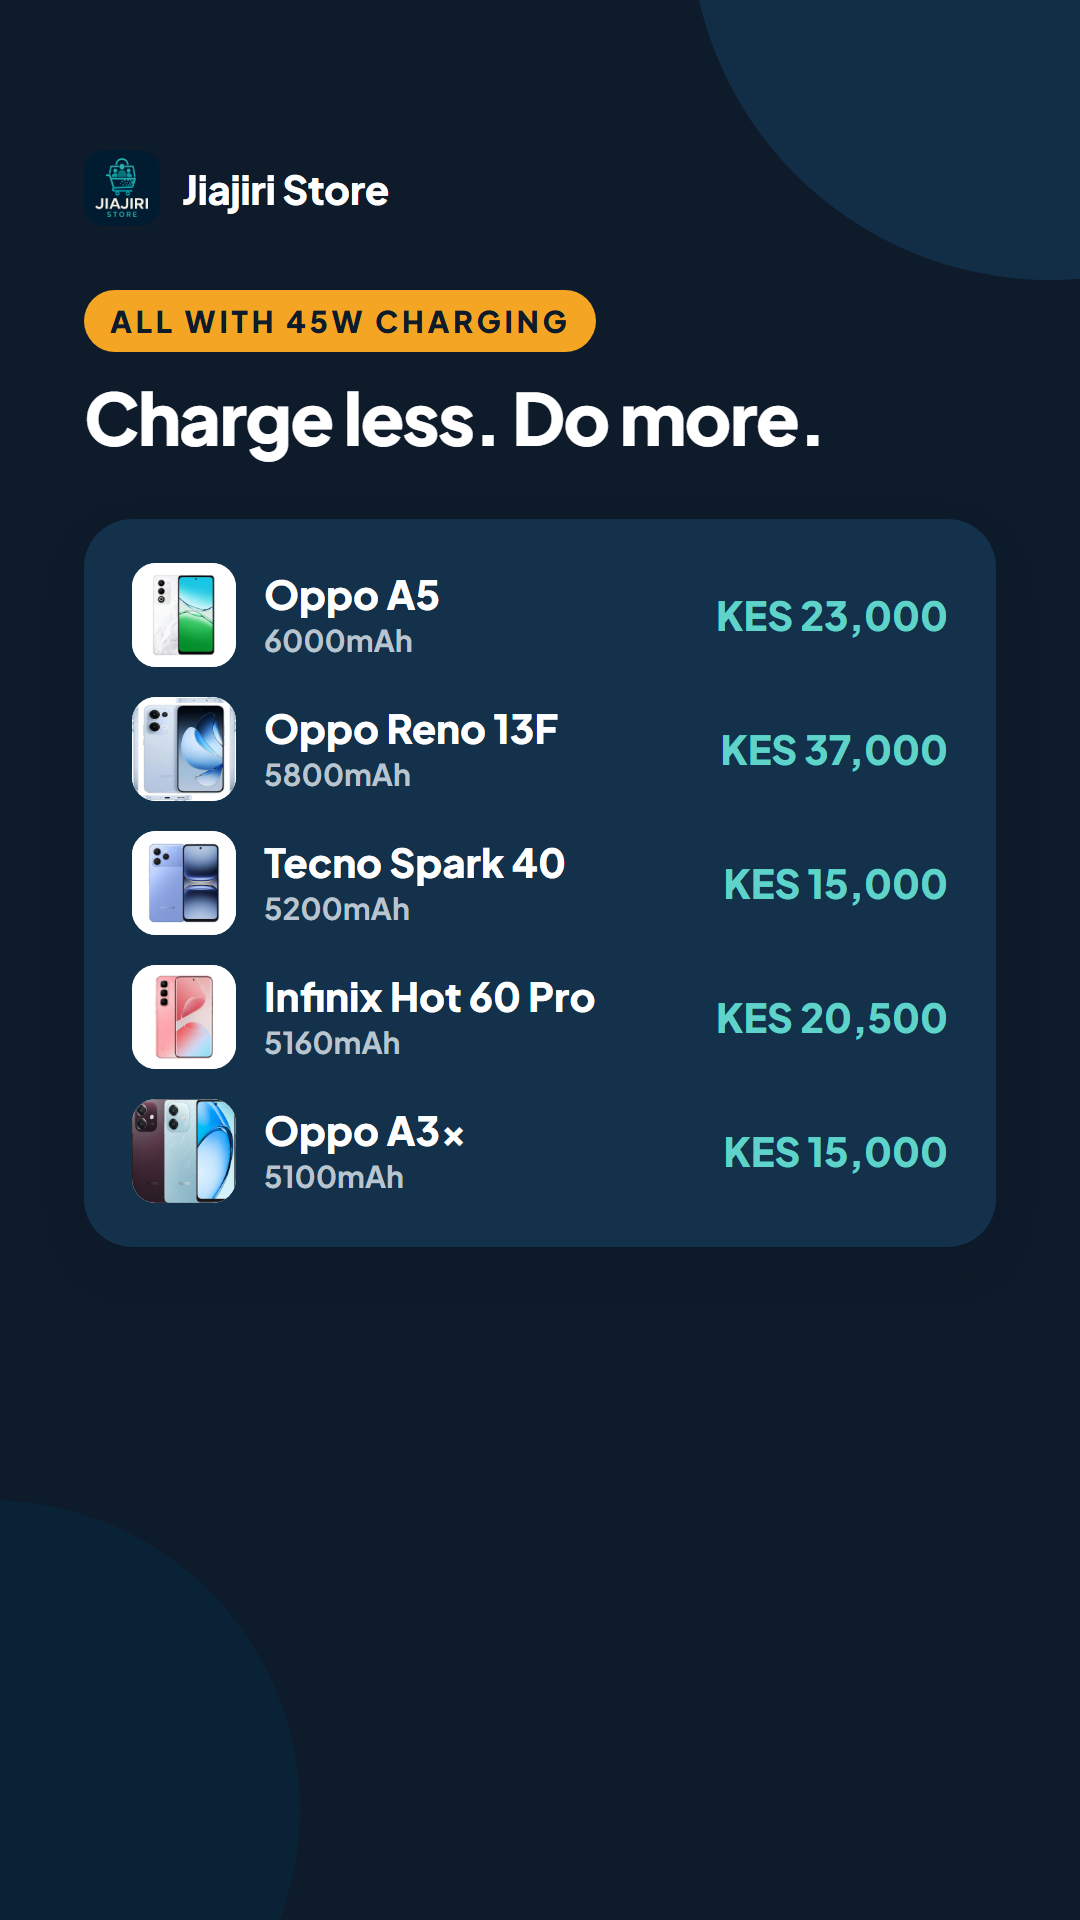 JIAJIRI
STORE
Jiajiri Store
ALL WITH 45W CHARGING
Charge less. Do more.
Oppo A5
6000mAh
KES 23,000
Oppo Reno 13F
5800mAh
KES 37,000
Tecno Spark 40
5200mAh
KES 15,000
Infinix Hot 60 Pro
5160mAh
KES 20,500
Oppo A3×
5100mAh
KES 15,000